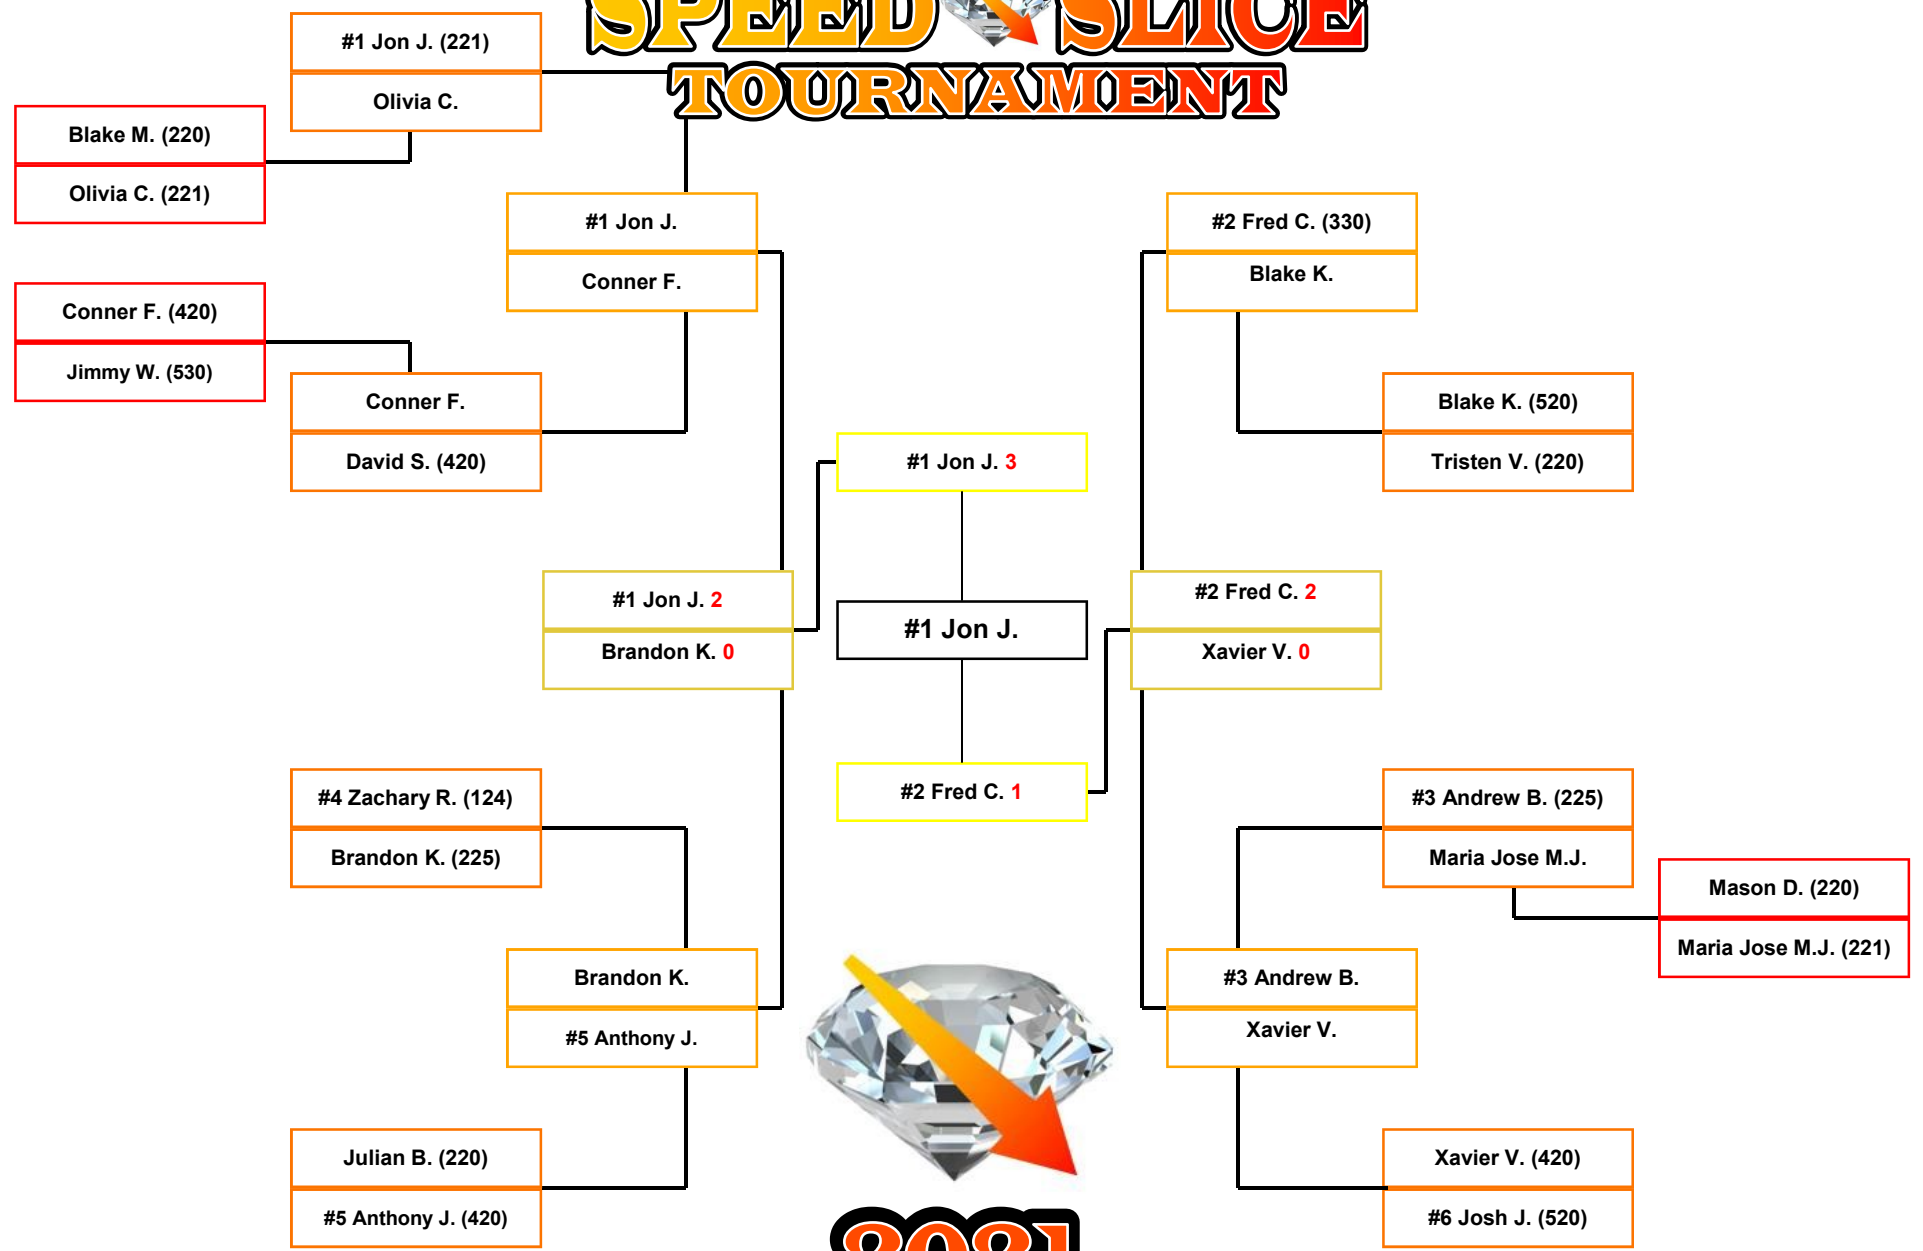 SPEED SLICE
TOURNAMENT
#1 Jon J. (221)
Olivia C.
Blake M. (220)
Olivia C. (221)
#1 Jon J.
Conner F.
Conner F. (420)
Jimmy W. (530)
Conner F.
David S. (420)
#1 Jon J. 2
Brandon K. 0
#4 Zachary R. (124)
Brandon K. (225)
Brandon K.
#5 Anthony J.
Julian B. (220)
#5 Anthony J. (420)
#1 Jon J. 3
#1 Jon J.
#2 Fred C. 1
#2 Fred C. (330)
Blake K.
Blake K. (520)
Tristen V. (220)
#2 Fred C. 2
Xavier V. 0
#3 Andrew B. (225)
Maria Jose M.J.
Mason D. (220)
Maria Jose M.J. (221)
#3 Andrew B.
Xavier V.
Xavier V. (420)
#6 Josh J. (520)
2021